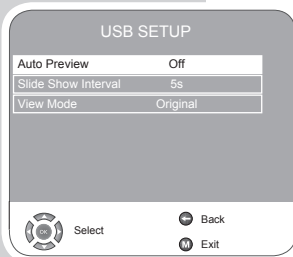 USB SETUP
Auto Preview Off
Slide Show Interval 5s
View Mode Original
OK Select Back
M Exit